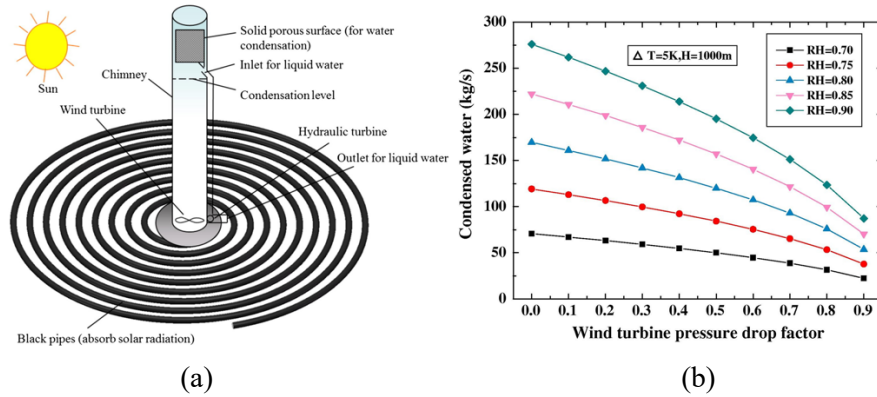 Sun
Solid porous surface (for water
condensation)
Inlet for liquid water
Chimney
Condensation level
Wind turbine
Hydraulic turbine
Outlet for liquid water
Black pipes (absorb solar radiation)
(a)
300
250
200
150
100
50
0
Condensed water (kg/s)
Δ T=5K,H=1000m
RH=0.70
RH=0.75
RH=0.80
RH=0.85
RH=0.90
0.0 0.1 0.2 0.3 0.4 0.5 0.6 0.7 0.8 0.9
Wind turbine pressure drop factor
(b)